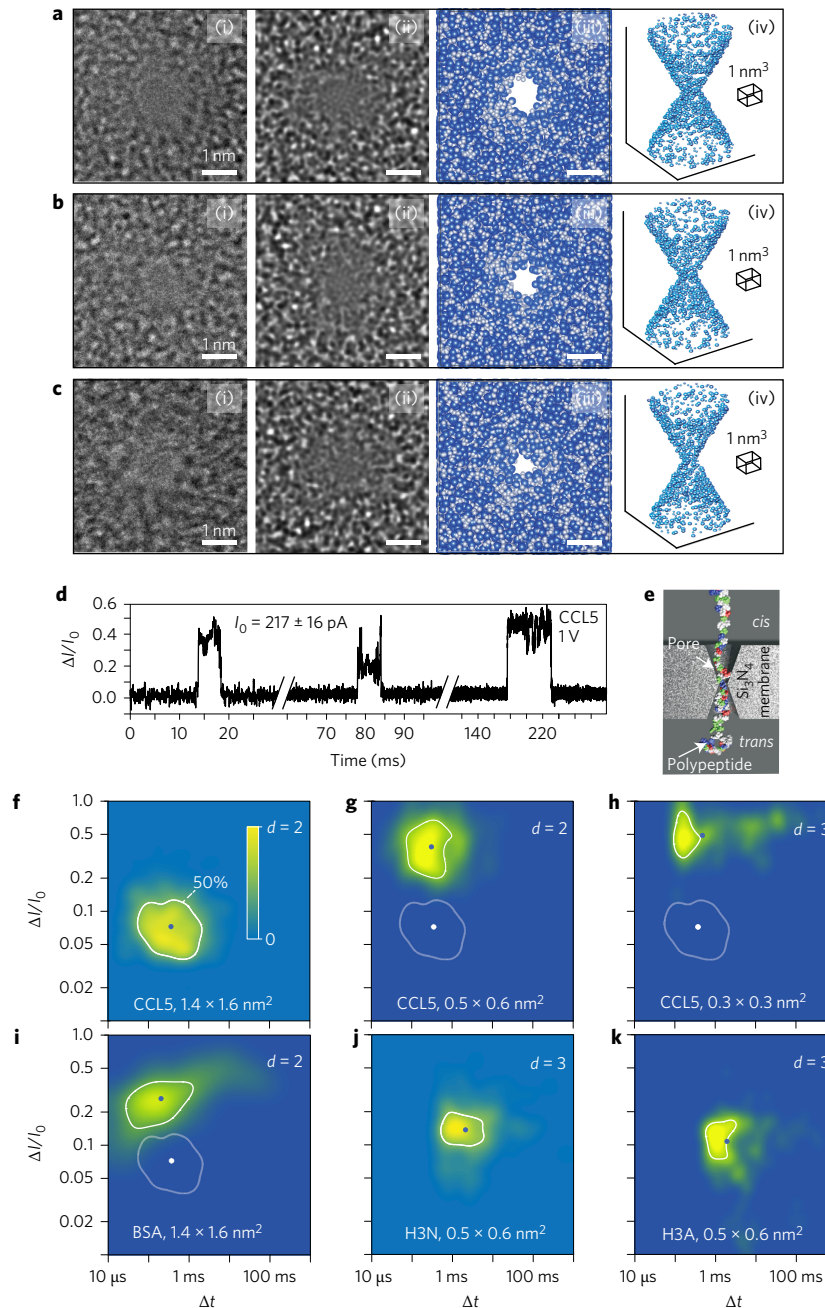 a
(i)
(ii)
(iii)
(iv)
1 nm
1 nm³
b
(i)
(ii)
(iii)
(iv)
1 nm
1 nm³
c
(i)
(ii)
(iii)
(iv)
1 nm
1 nm³
d
0.6
0.4
0.2
0.0
ΔI/I₀
I₀ = 217 ± 16 pA
CCL5
1 V
0 10 20 70 80 90 140 220
Time (ms)
e
cis
Pore
Si₃N₄
membrane
trans
Polypeptide
f
1.0
0.5
0.2
0.1
0.05
0.02
ΔI/I₀
d = 2
0
50%
CCL5, 1.4 × 1.6 nm²
g
d = 2
CCL5, 0.5 × 0.6 nm²
h
d = 3
CCL5, 0.3 × 0.3 nm²
i
1.0
0.5
0.2
0.1
0.02
ΔI/I₀
d = 2
BSA, 1.4 × 1.6 nm²
10 μs 1 ms 100 ms
Δt
j
d = 3
H3N, 0.5 × 0.6 nm²
10 μs 1 ms 100 ms
Δt
k
d = 3
H3A, 0.5 × 0.6 nm²
10 μs 1 ms 100 ms
Δt